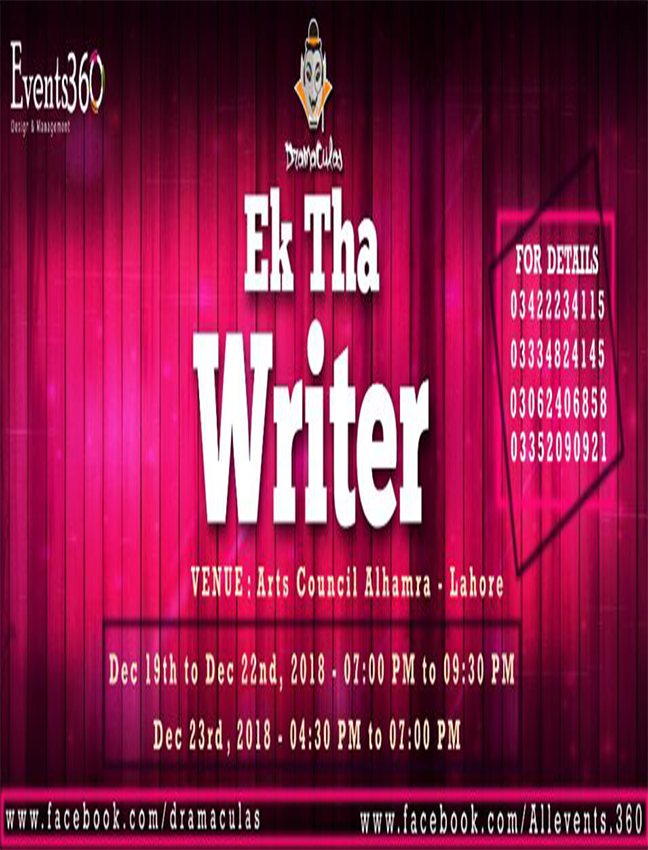 Events360
Design & Management
Dramaculas
Ek Tha
Writer
FOR DETAILS
03422234115
03334824145
03062406858
03352090921
VENUE: Arts Council Alhamra - Lahore
Dec 19th to Dec 22nd, 2018 - 07:00 PM to 09:30 PM
Dec 23rd, 2018 - 04:30 PM to 07:00 PM
www.facebook.com/dramaculas
www.facebook.com/Allevents.360